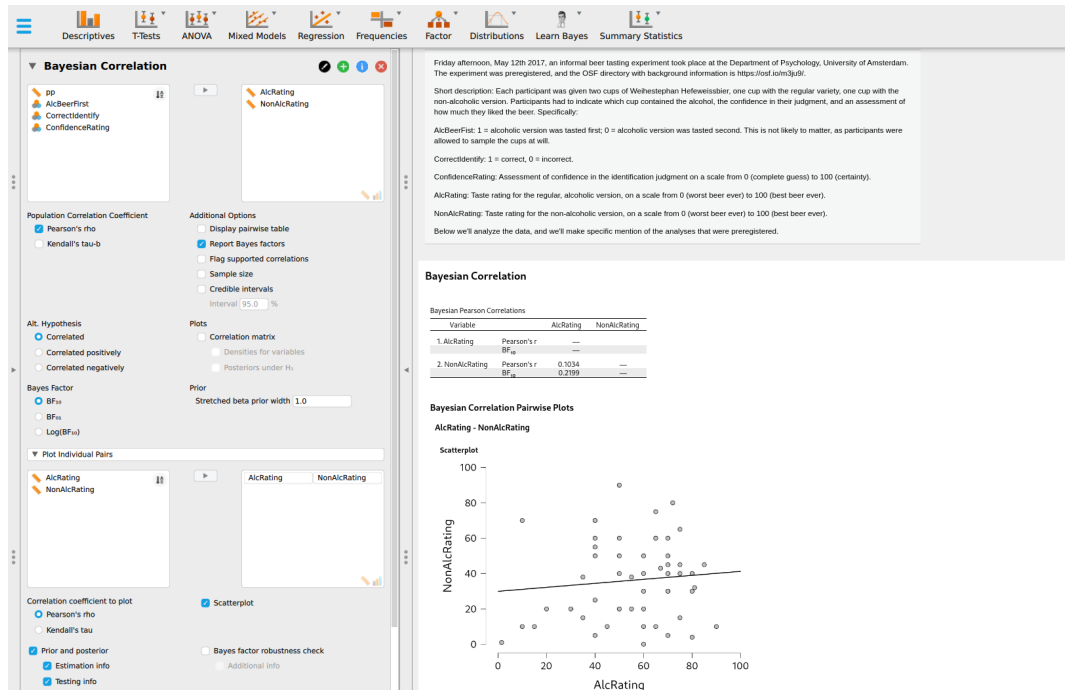 Descriptives
T-Tests
ANOVA
Mixed Models
Regression
Frequencies
Factor
Distributions
Learn Bayes
Summary Statistics
Bayesian Correlation
pp
AlcBeerFirst
CorrectIdentify
ConfidenceRating
AlcRating
NonAlcRating
Population Correlation Coefficient
Pearson's rho
Kendall's tau-b
Additional Options
Display pairwise table
Report Bayes factors
Flag supported correlations
Sample size
Credible intervals
Interval 95.0 %
Alt. Hypothesis
Correlated
Correlated positively
Correlated negatively
Plots
Correlation matrix
Densities for variables
Posteriors under H₁
Bayes Factor
BF₁₀
BF₀₁
Log(BF₁₀)
Prior
Stretched beta prior width 1.0
Plot Individual Pairs
AlcRating
NonAlcRating
AlcRating NonAlcRating
Correlation coefficient to plot
Pearson's rho
Kendall's tau
Scatterplot
Prior and posterior
Estimation info
Testing info
Bayes factor robustness check
Additional info
Friday afternoon, May 12th 2017, an informal beer tasting experiment took place at the Department of Psychology, University of Amsterdam.
The experiment was preregistered, and the OSF directory with background information is https://osf.io/m3ju9/.
Short description: Each participant was given two cups of Weihestephan Hefeweissbier, one cup with the regular variety, one cup with the
non-alcoholic version. Participants had to indicate which cup contained the alcohol, the confidence in their judgment, and an assessment of
how much they liked the beer. Specifically:
AlcBeerFist: 1 = alcoholic version was tasted first; 0 = alcoholic version was tasted second. This is not likely to matter, as participants were
allowed to sample the cups at will.
CorrectIdentify: 1 = correct, 0 = incorrect.
ConfidenceRating: Assessment of confidence in the identification judgment on a scale from 0 (complete guess) to 100 (certainty).
AlcRating: Taste rating for the regular, alcoholic version, on a scale from 0 (worst beer ever) to 100 (best beer ever).
NonAlcRating: Taste rating for the non-alcoholic version, on a scale from 0 (worst beer ever) to 100 (best beer ever).
Below we'll analyze the data, and we'll make specific mention of the analyses that were preregistered.
Bayesian Correlation
Bayesian Pearson Correlations
Variable AlcRating NonAlcRating
1. AlcRating Pearson's r —
BF₁₀ —
2. NonAlcRating Pearson's r 0.1034 —
BF₁₀ 0.2199 —
Bayesian Correlation Pairwise Plots
AlcRating - NonAlcRating
Scatterplot
100
80
60
40
20
0
NonAlcRating
0 20 40 60 80 100
AlcRating